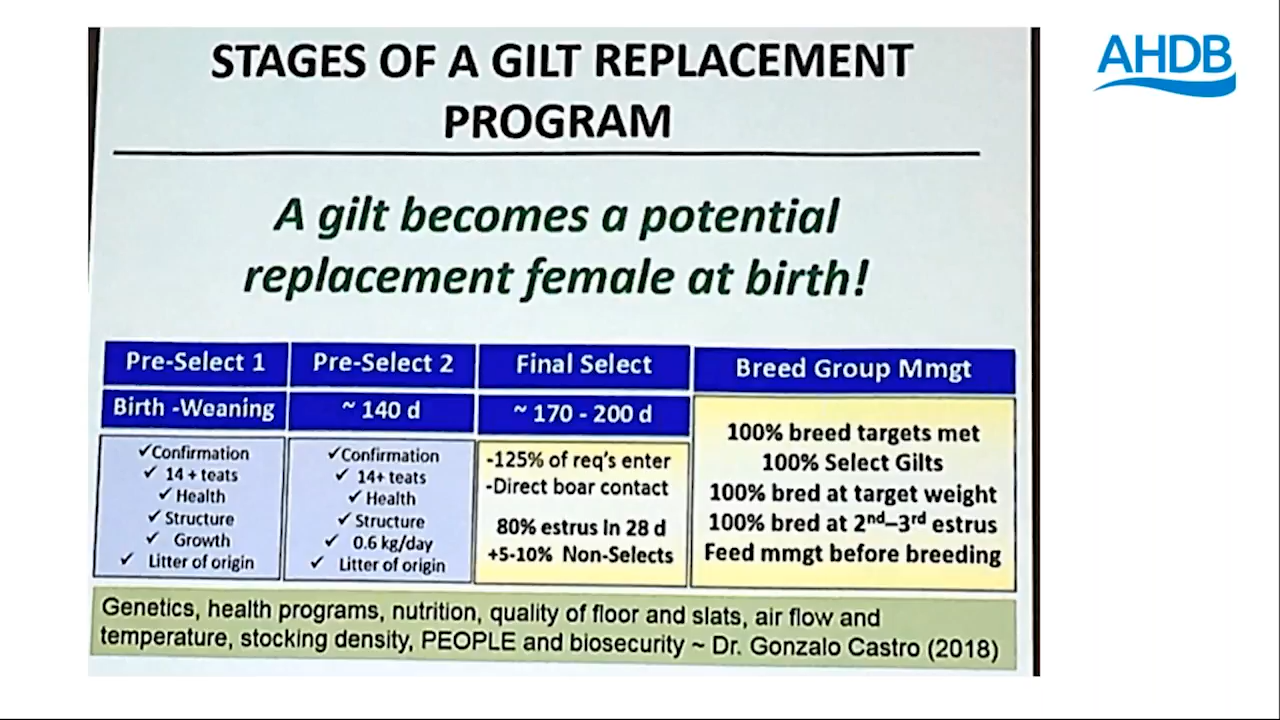 STAGES OF A GILT REPLACEMENT
PROGRAM
AHDB
A gilt becomes a potential
replacement female at birth!
Pre-Select 1
Birth -Weaning
✓Confirmation
✓ 14 + teats
✓ Health
✓ Structure
✓ Growth
✓ Litter of origin
Pre-Select 2
~ 140 d
✓Confirmation
✓ 14+ teats
✓ Health
✓ Structure
✓ 0.6 kg/day
✓ Litter of origin
Final Select
~ 170 - 200 d
-125% of req's enter
-Direct boar contact
80% estrus In 28 d
+5-10% Non-Selects
Breed Group Mmgt
100% breed targets met
100% Select Gilts
100% bred at target weight
100% bred at 2nd–3rd estrus
Feed mmgt before breeding
Genetics, health programs, nutrition, quality of floor and slats, air flow and
temperature, stocking density, PEOPLE and biosecurity ~ Dr. Gonzalo Castro (2018)